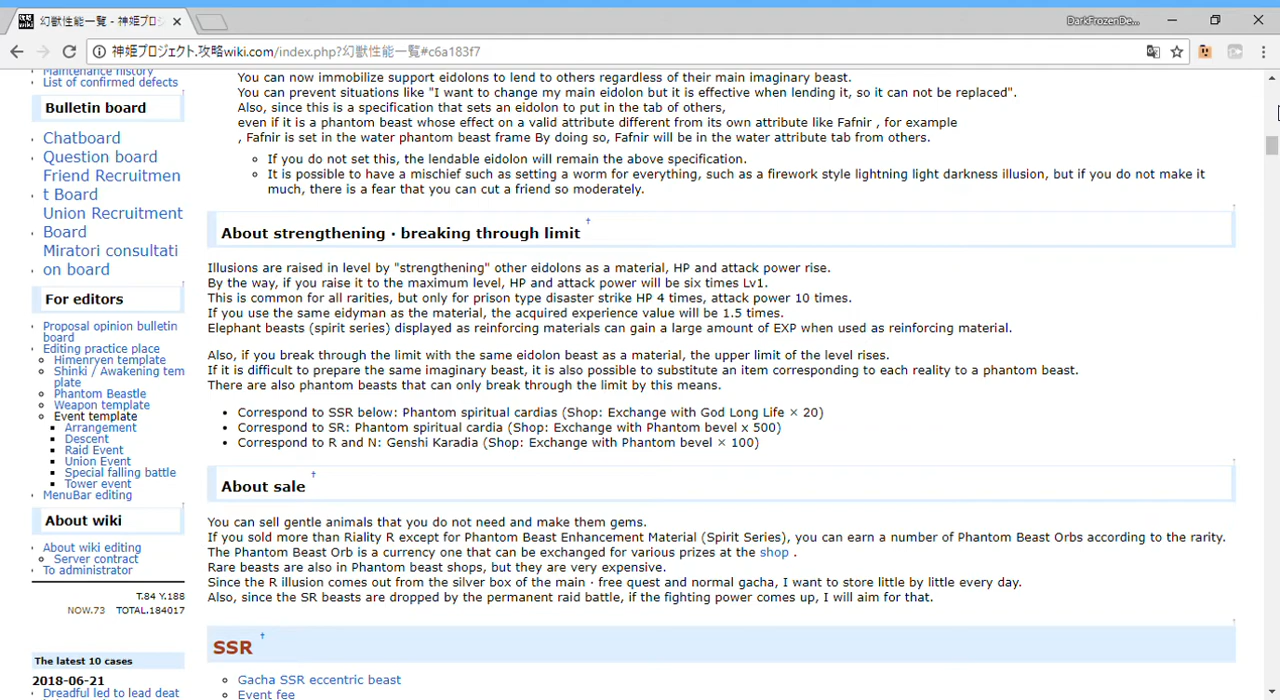 幻獣性能一覧 - 神姫プロ
DarkFrozenDe...
神姫プロジェクト.攻略wiki.com/index.php?幻獣性能一覧#c6a183f7
Maintenance history
List of confirmed defects
Bulletin board
Chatboard
Question board
Friend Recruitmen
t Board
Union Recruitment
Board
Miratori consultati
on board
For editors
Proposal opinion bulletin
board
Editing practice place
Himenryen template
Shinki / Awakening tem
plate
Phantom Beastle
Weapon template
Event template
Arrangement
Descent
Raid Event
Union Event
Special falling battle
Tower event
MenuBar editing
About wiki
About wiki editing
Server contract
To administrator
T.84 Y.188
NOW.73 TOTAL.184017
The latest 10 cases
2018-06-21
Dreadful led to lead deat
You can now immobilize support eidolons to lend to others regardless of their main imaginary beast.
You can prevent situations like "I want to change my main eidolon but it is effective when lending it, so it can not be replaced".
Also, since this is a specification that sets an eidolon to put in the tab of others,
even if it is a phantom beast whose effect on a valid attribute different from its own attribute like Fafnir , for example
, Fafnir is set in the water phantom beast frame By doing so, Fafnir will be in the water attribute tab from others.
If you do not set this, the lendable eidolon will remain the above specification.
It is possible to have a mischief such as setting a worm for everything, such as a firework style lightning light darkness illusion, but if you do not make it
much, there is a fear that you can cut a friend so moderately.
About strengthening · breaking through limit †
Illusions are raised in level by "strengthening" other eidolons as a material, HP and attack power rise.
By the way, if you raise it to the maximum level, HP and attack power will be six times Lv1.
This is common for all rarities, but only for prison type disaster strike HP 4 times, attack power 10 times.
If you use the same eidyman as the material, the acquired experience value will be 1.5 times.
Elephant beasts (spirit series) displayed as reinforcing materials can gain a large amount of EXP when used as reinforcing material.
Also, if you break through the limit with the same eidolon beast as a material, the upper limit of the level rises.
If it is difficult to prepare the same imaginary beast, it is also possible to substitute an item corresponding to each reality to a phantom beast.
There are also phantom beasts that can only break through the limit by this means.
Correspond to SSR below: Phantom spiritual cardias (Shop: Exchange with God Long Life × 20)
Correspond to SR: Phantom spiritual cardia (Shop: Exchange with Phantom bevel x 500)
Correspond to R and N: Genshi Karadia (Shop: Exchange with Phantom bevel × 100)
About sale †
You can sell gentle animals that you do not need and make them gems.
If you sold more than Riality R except for Phantom Beast Enhancement Material (Spirit Series), you can earn a number of Phantom Beast Orbs according to the rarity.
The Phantom Beast Orb is a currency one that can be exchanged for various prizes at the shop .
Rare beasts are also in Phantom beast shops, but they are very expensive.
Since the R illusion comes out from the silver box of the main · free quest and normal gacha, I want to store little by little every day.
Also, since the SR beasts are dropped by the permanent raid battle, if the fighting power comes up, I will aim for that.
SSR †
Gacha SSR eccentric beast
Event fee